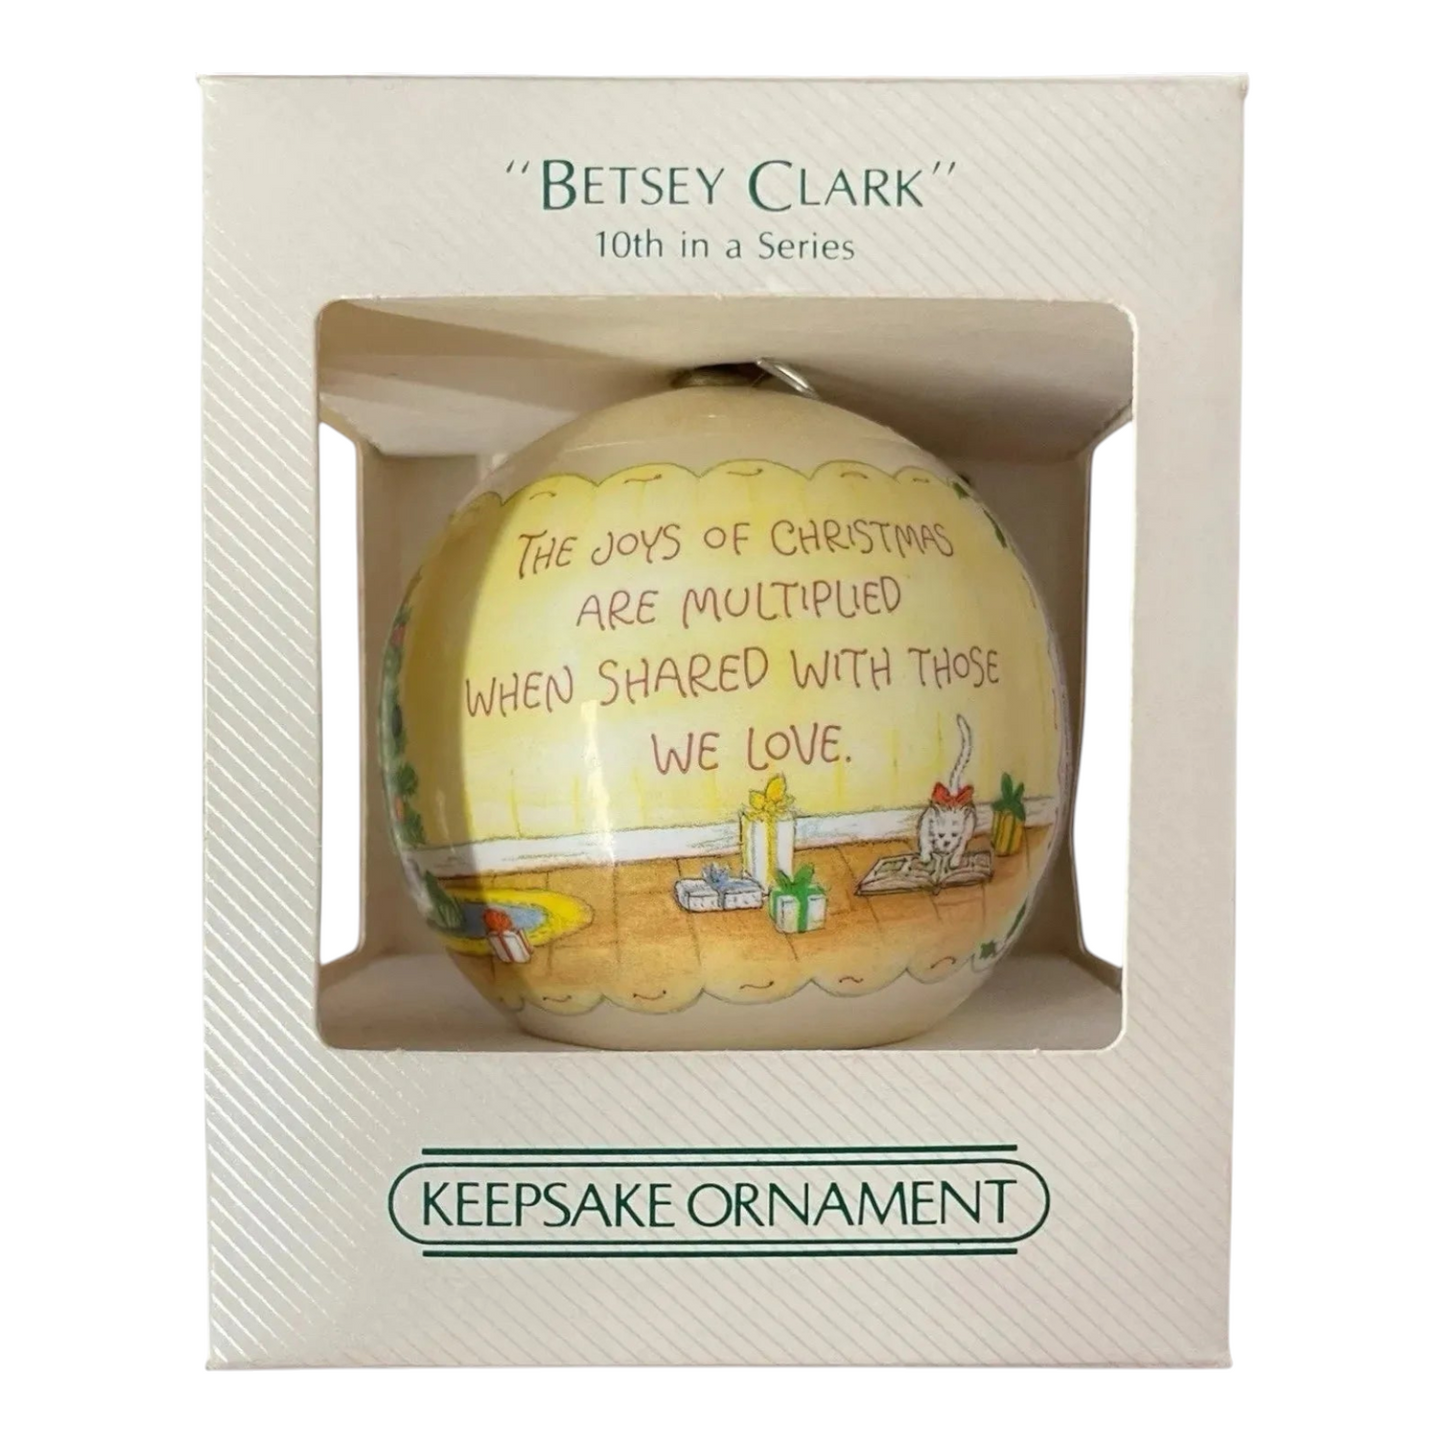 "BETSEY CLARK"
10th in a Series
THE JOYS OF CHRISTMAS
ARE MULTIPLIED
WHEN SHARED WITH THOSE
WE LOVE.
KEEPSAKE ORNAMENT